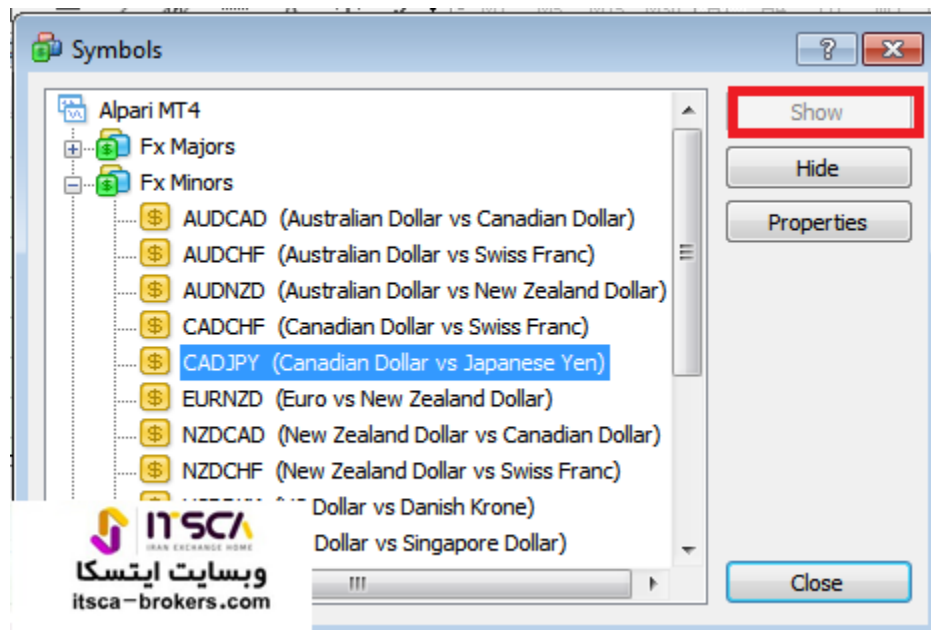 Symbols
Alpari MT4
Show
Fx Majors
Fx Minors
Hide
AUDCAD (Australian Dollar vs Canadian Dollar)
Properties
AUDCHF (Australian Dollar vs Swiss Franc)
AUDNZD (Australian Dollar vs New Zealand Dollar)
CADCHF (Canadian Dollar vs Swiss Franc)
CADJPY (Canadian Dollar vs Japanese Yen)
EURNZD (Euro vs New Zealand Dollar)
NZDCAD (New Zealand Dollar vs Canadian Dollar)
NZDCHF (New Zealand Dollar vs Swiss Franc)
Dollar vs Danish Krone)
Dollar vs Singapore Dollar)
ITSCA
IRAN EXCHANGE HOME
وبسایت ایتسکا
itsca-brokers.com
Close